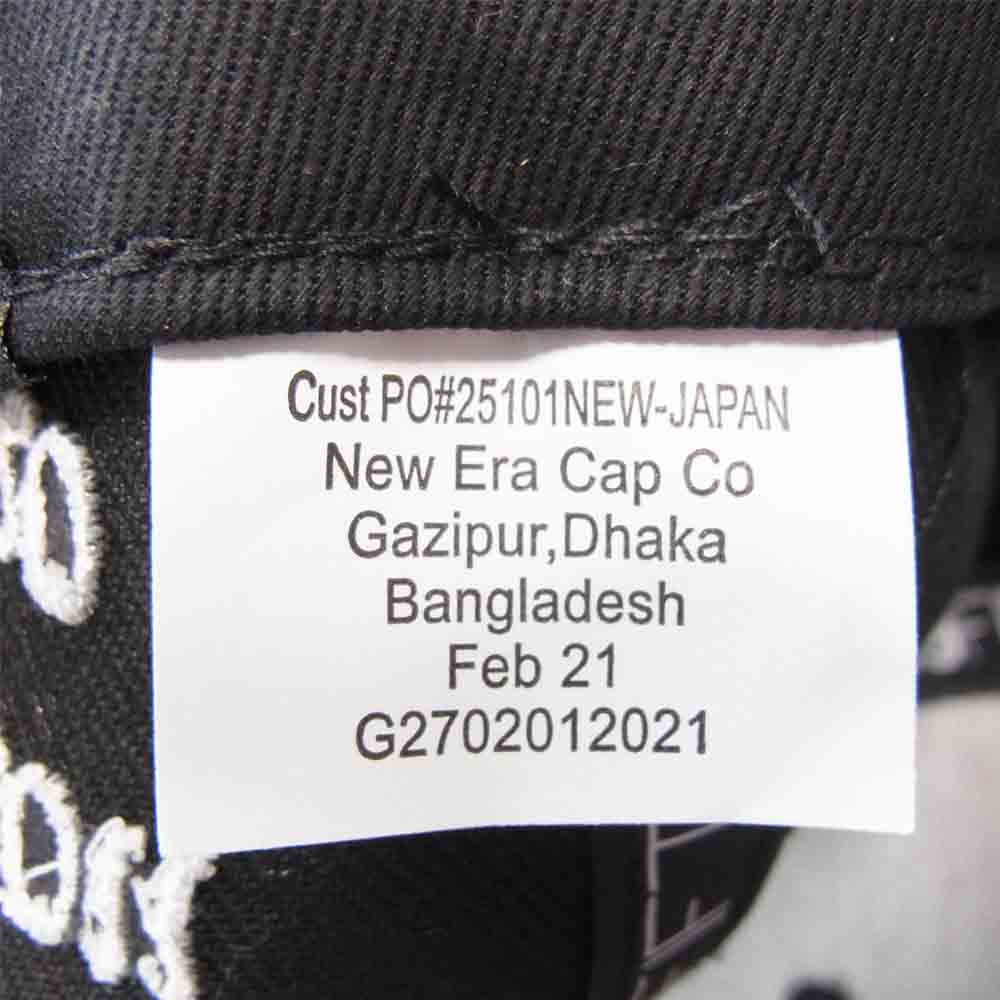 Cust PO#25101NEW-JAPAN
New Era Cap Co
Gazipur,Dhaka
Bangladesh
Feb 21
G2702012021